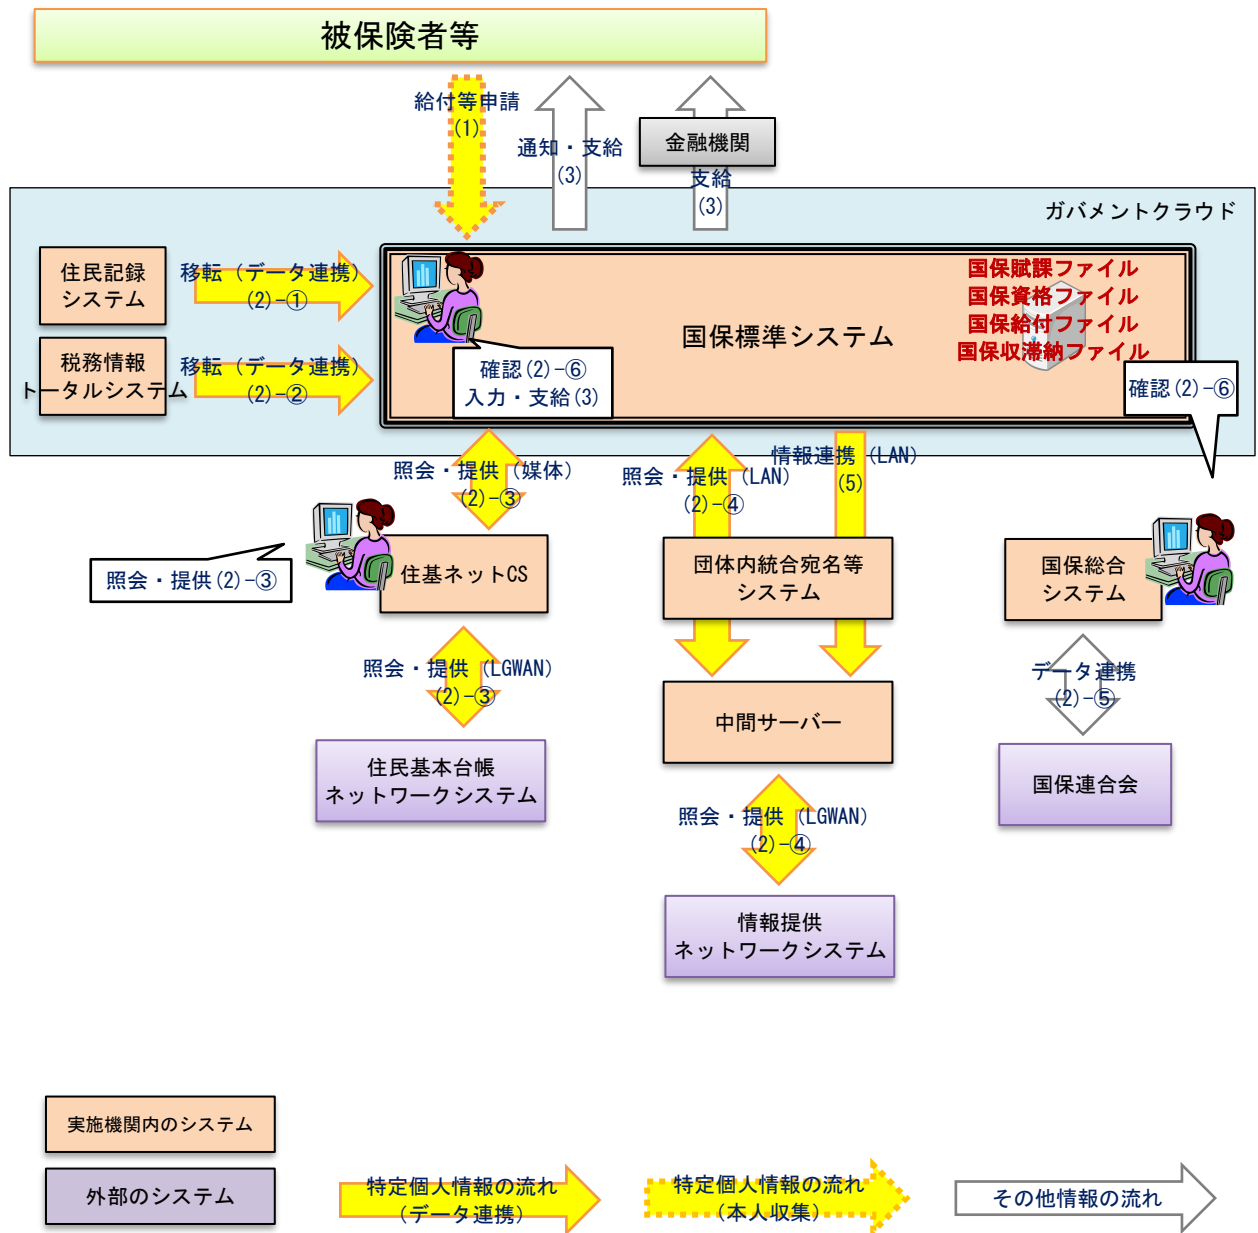 被保険者等
給付等申請
(1)
通知・支給
(3)
金融機関
支給
(3)
ガバメントクラウド
住民記録
システム
移転（データ連携）
(2)-①
税務情報
トータルシステム
移転（データ連携）
(2)-②
国保標準システム
国保賦課ファイル
国保資格ファイル
国保給付ファイル
国保収滞納ファイル
確認(2)-⑥
入力・支給(3)
確認(2)-⑥
照会・提供（媒体）
(2)-③
照会・提供（LAN）
(2)-④
情報連携（LAN）
(5)
照会・提供(2)-③
住基ネットCS
団体内統合宛名等
システム
国保総合
システム
照会・提供（LGWAN）
(2)-③
データ連携
(2)-⑤
中間サーバー
住民基本台帳
ネットワークシステム
国保連合会
照会・提供（LGWAN）
(2)-④
情報提供
ネットワークシステム
実施機関内のシステム
外部のシステム
特定個人情報の流れ
（データ連携）
特定個人情報の流れ
（本人収集）
その他情報の流れ